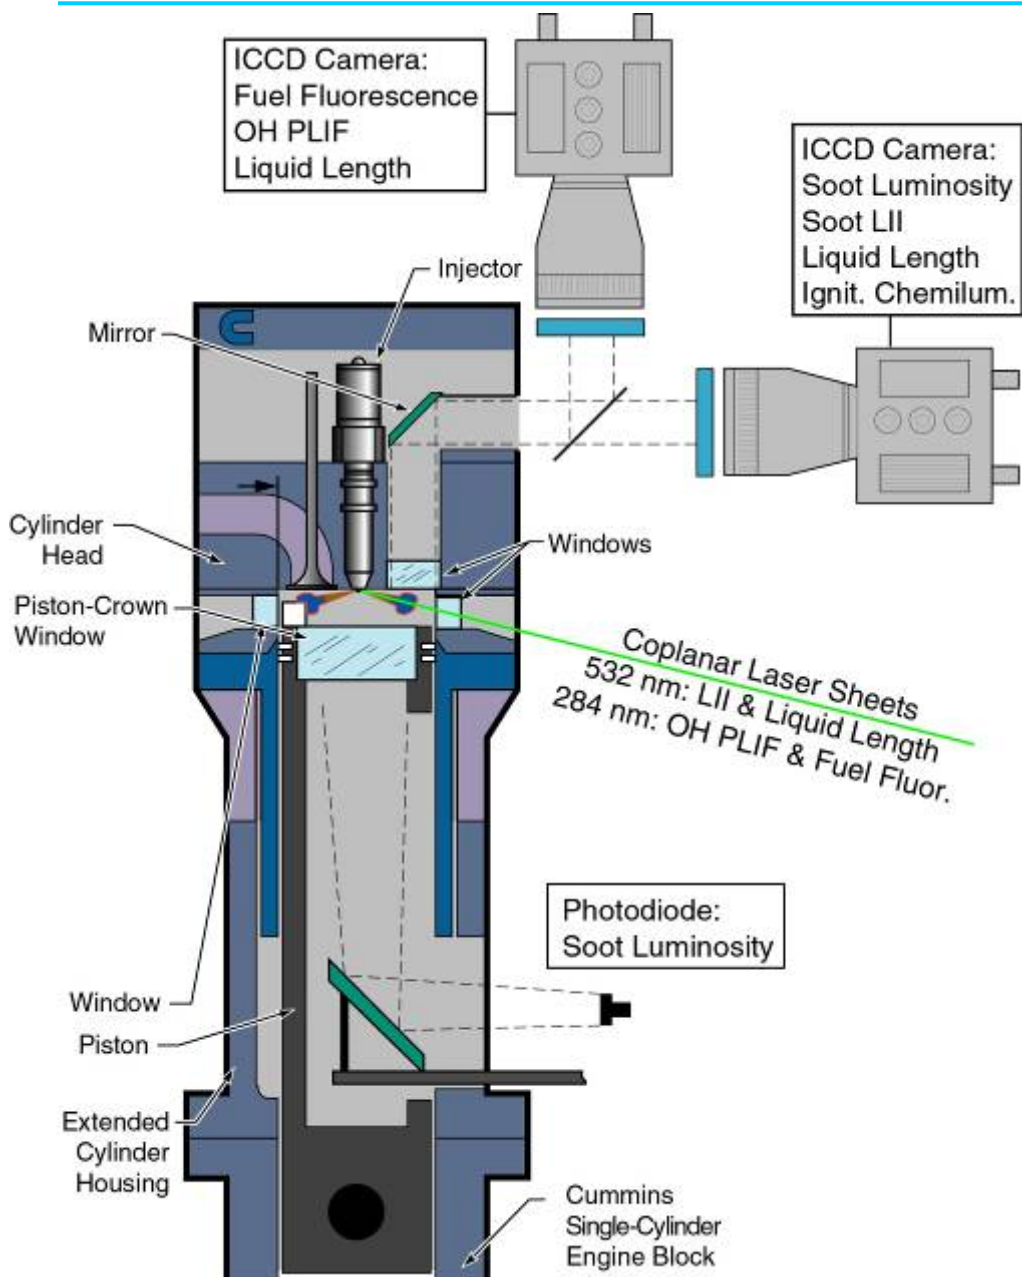 ICCD Camera:
Fuel Fluorescence
OH PLIF
Liquid Length
ICCD Camera:
Soot Luminosity
Soot LII
Liquid Length
Ignit. Chemilum.
Injector
Mirror
Cylinder
Head
Windows
Piston-Crown
Window
Coplanar Laser Sheets
532 nm: LII & Liquid Length
284 nm: OH PLIF & Fuel Fluor.
Photodiode:
Soot Luminosity
Window
Piston
Extended
Cylinder
Housing
Cummins
Single-Cylinder
Engine Block